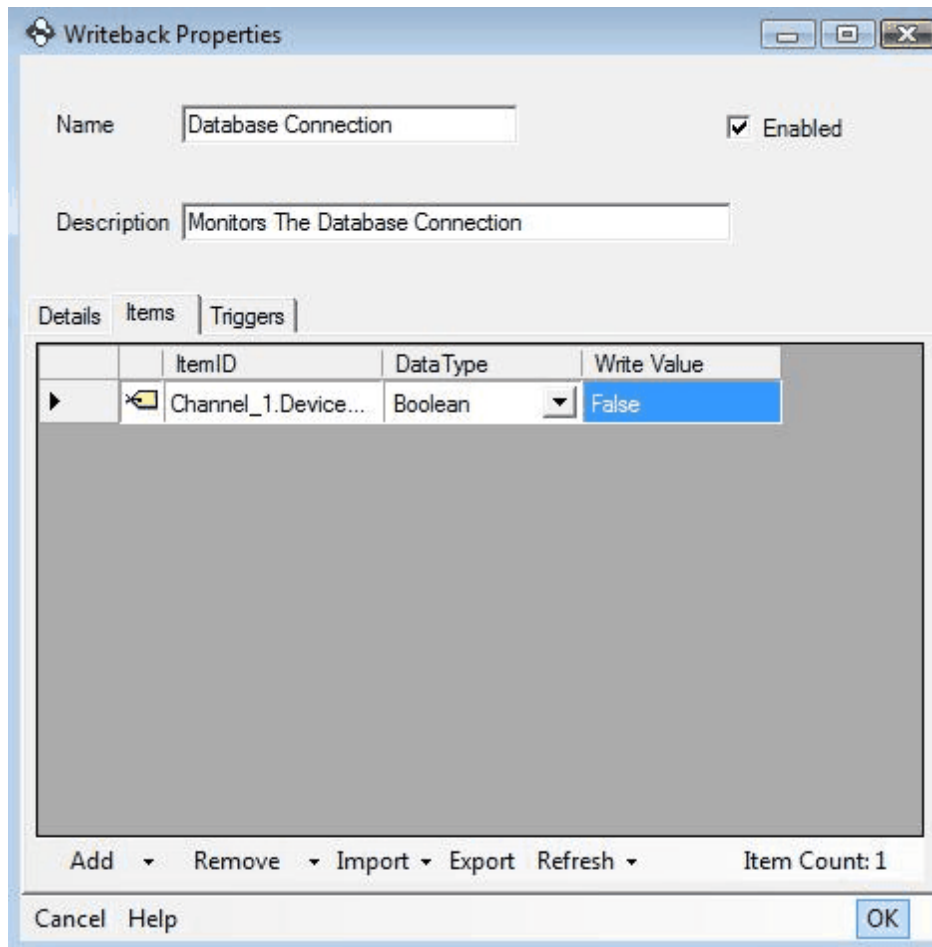 Writeback Properties
Name Database Connection Enabled
Description Monitors The Database Connection
Details Items Triggers
ItemID DataType Write Value
Channel_1.Device... Boolean False
Add Remove Import Export Refresh Item Count: 1
Cancel Help OK